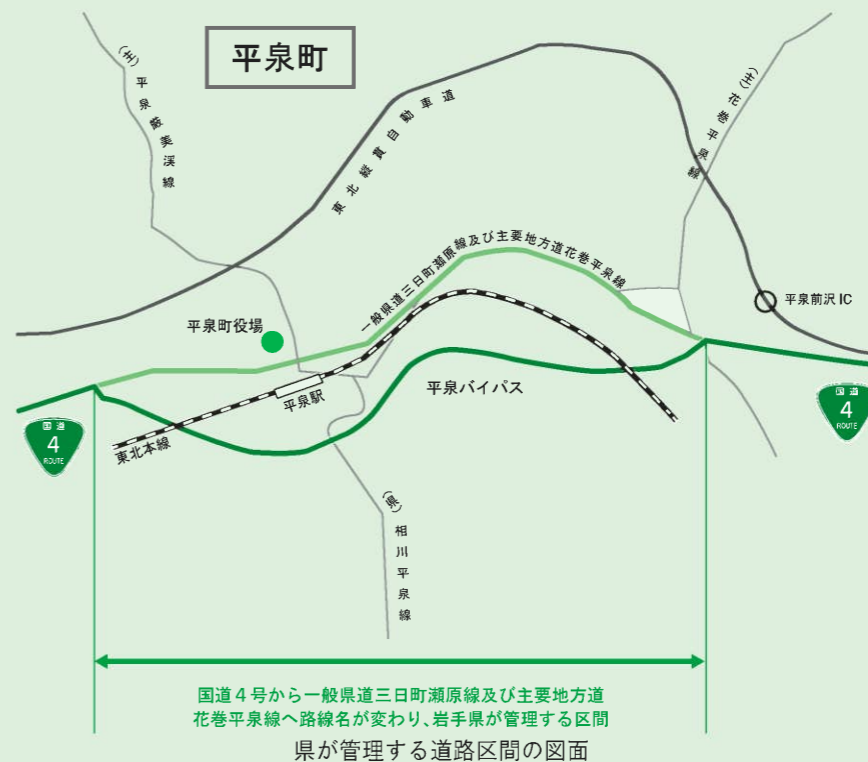 平泉町
(主)平泉厳美渓線
東北縦貫自動車道
(主)花巻平泉線
一般県道三日町瀬原線及び主要地方道花巻平泉線
平泉前沢IC
平泉町役場
平泉駅
平泉バイパス
東北本線
国道
4
ROUTE
国道
4
ROUTE
(県)相川平泉線
国道4号から一般県道三日町瀬原線及び主要地方道
花巻平泉線へ路線名が変わり、岩手県が管理する区間
県が管理する道路区間の図面